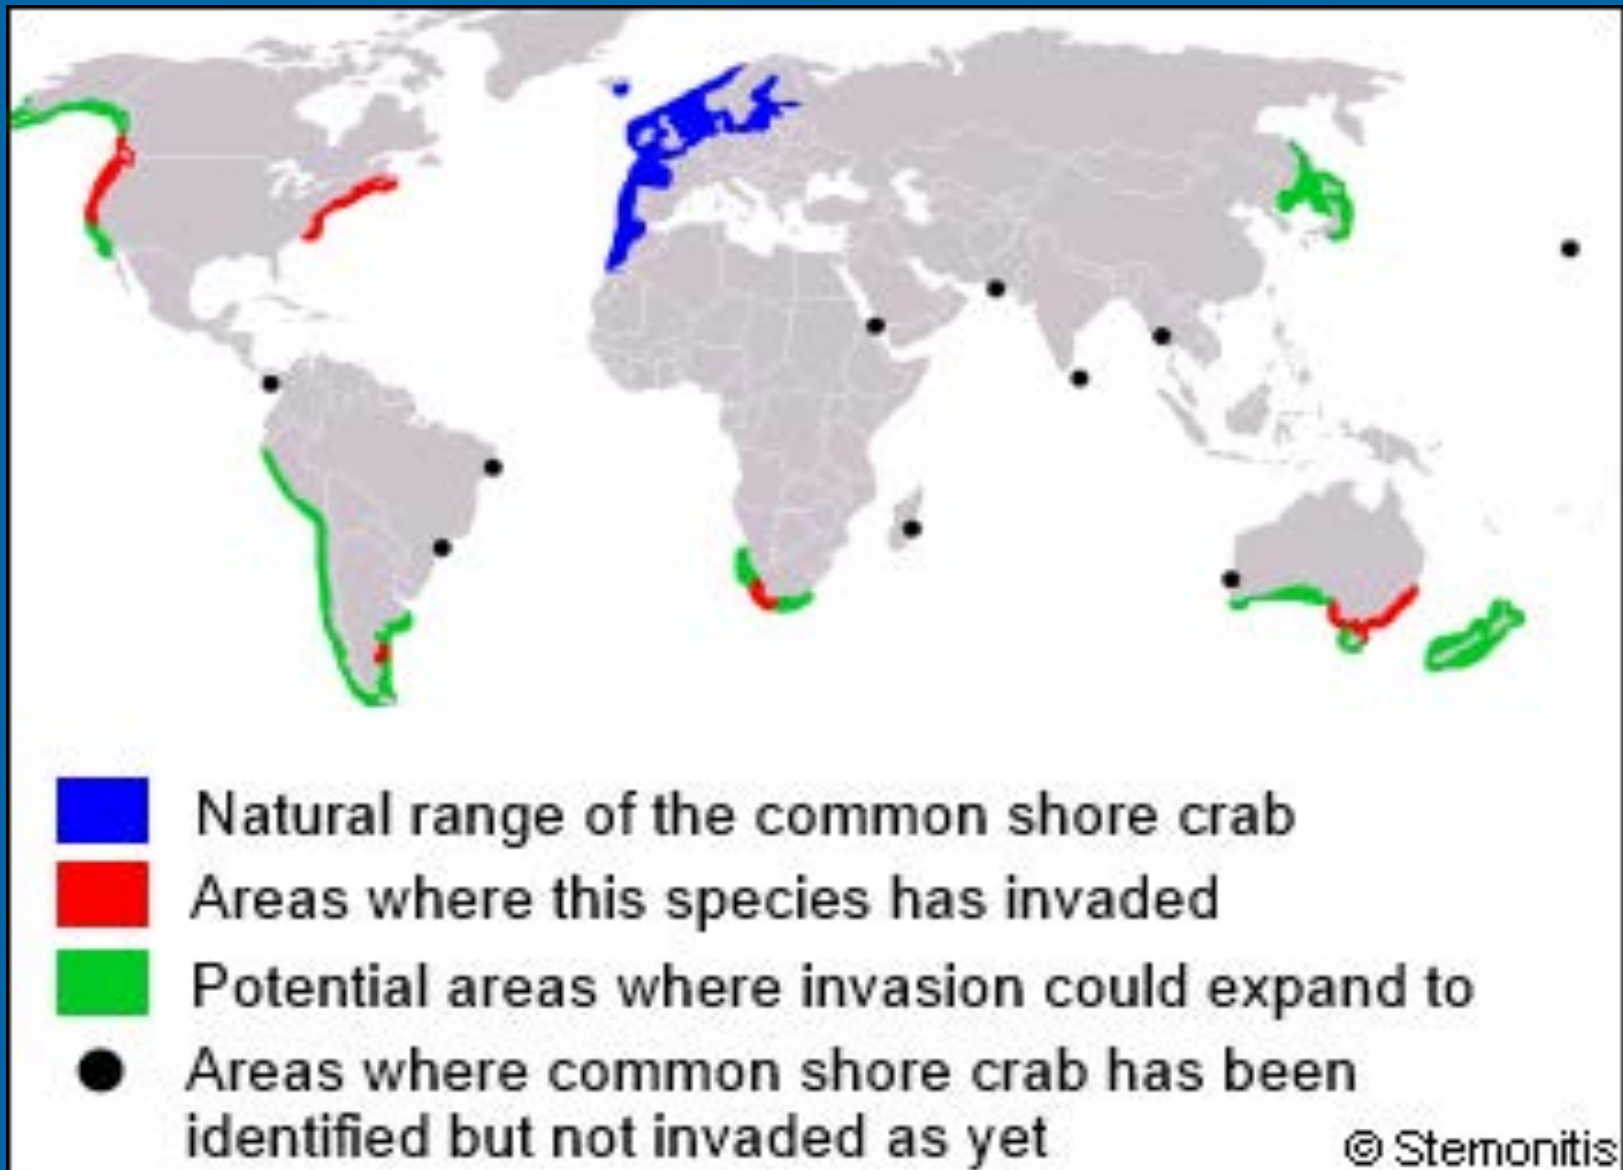 Natural range of the common shore crab
Areas where this species has invaded
Potential areas where invasion could expand to
Areas where common shore crab has been
identified but not invaded as yet
© Stemonitis